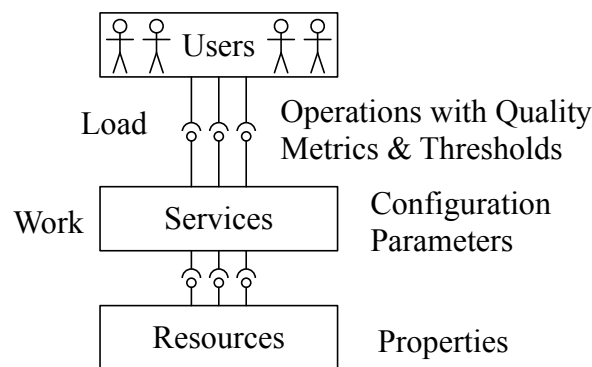 Users
Load
Operations with Quality
Metrics & Thresholds
Work
Services
Configuration
Parameters
Resources
Properties